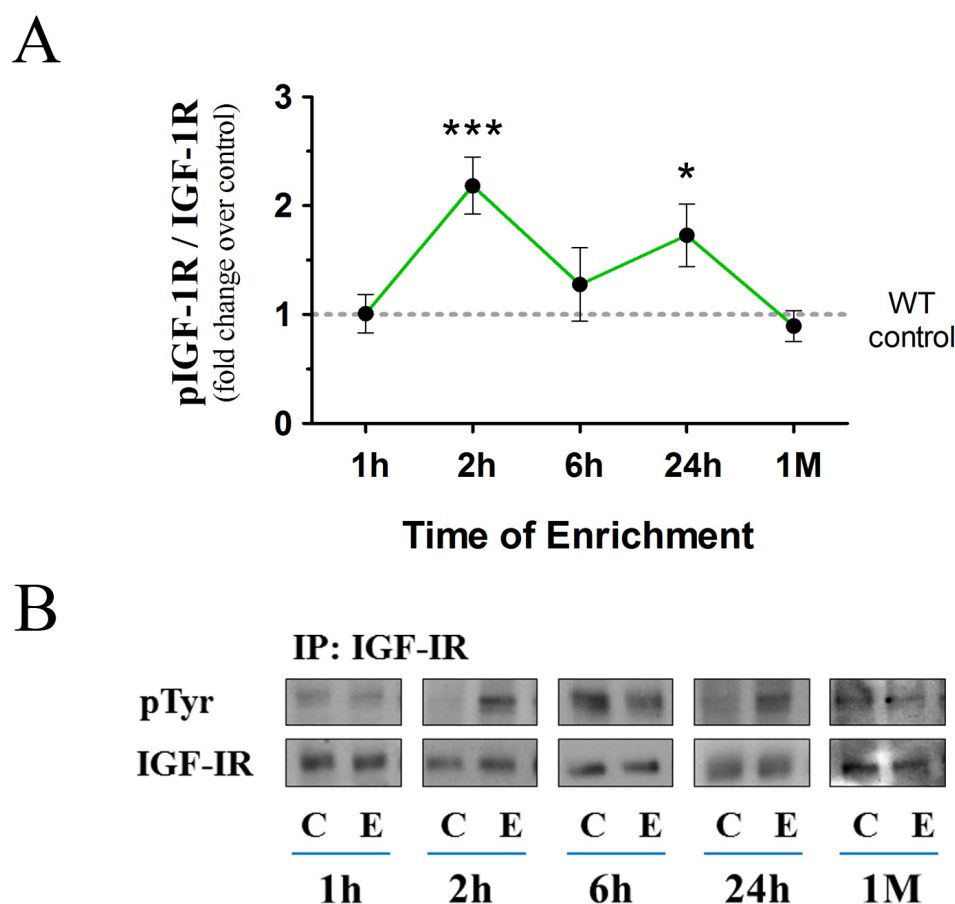 A
pIGF-1R / IGF-1R
(fold change over control)
3
2
1
0
***
*
WT
control
1h 2h 6h 24h 1M
Time of Enrichment
B
IP: IGF-IR
pTyr
IGF-IR
C E C E C E C E C E
1h 2h 6h 24h 1M